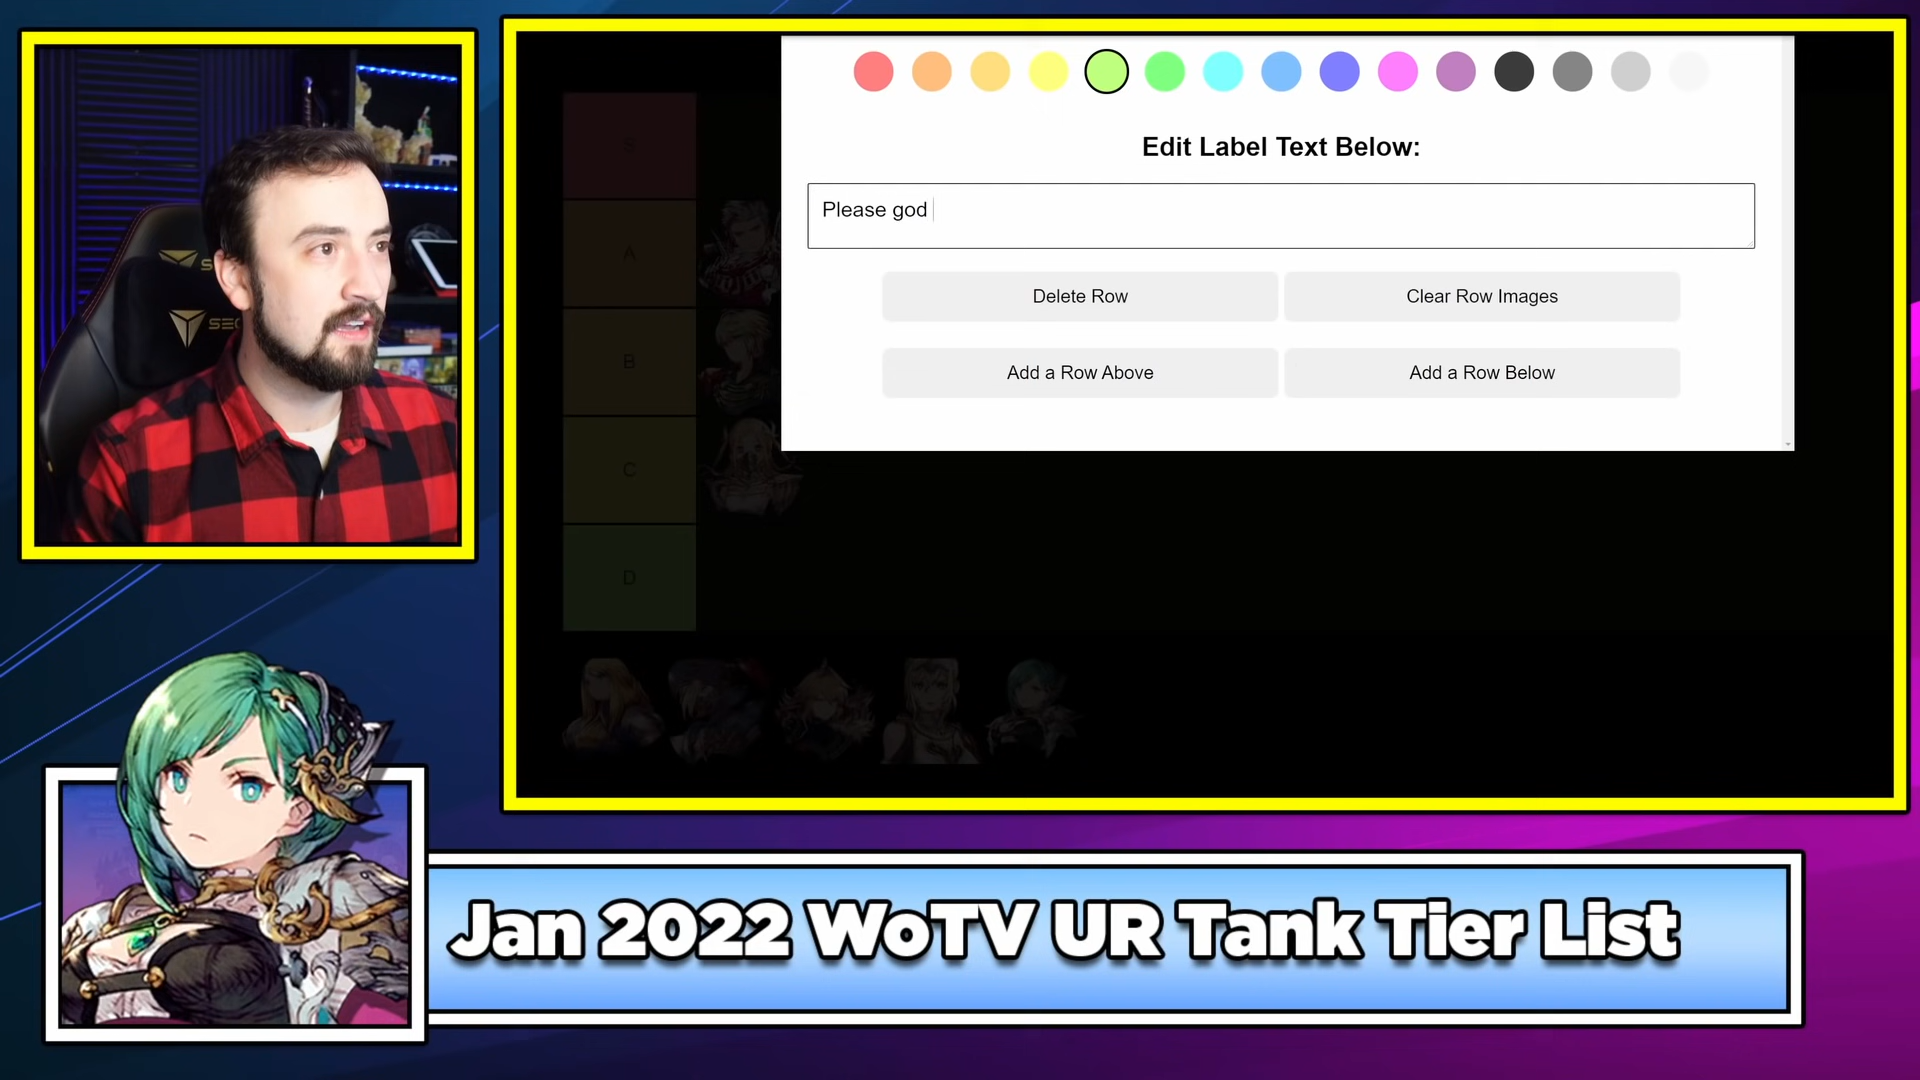 Edit Label Text Below:
Please god
Delete Row
Clear Row Images
Add a Row Above
Add a Row Below
S
A
B
C
D
SEC
Jan 2022 WoTV UR Tank Tier List